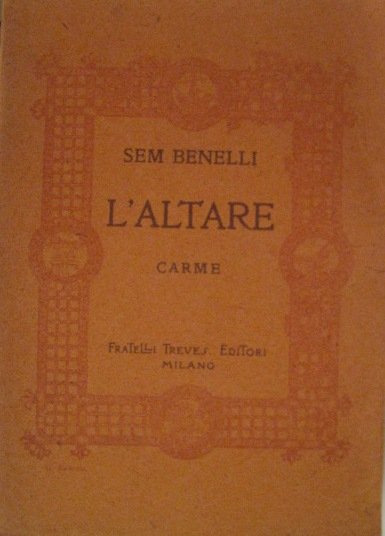 SEM BENELLI
L'ALTARE
CARME
FRATELLI TREVES. EDITORI
MILANO